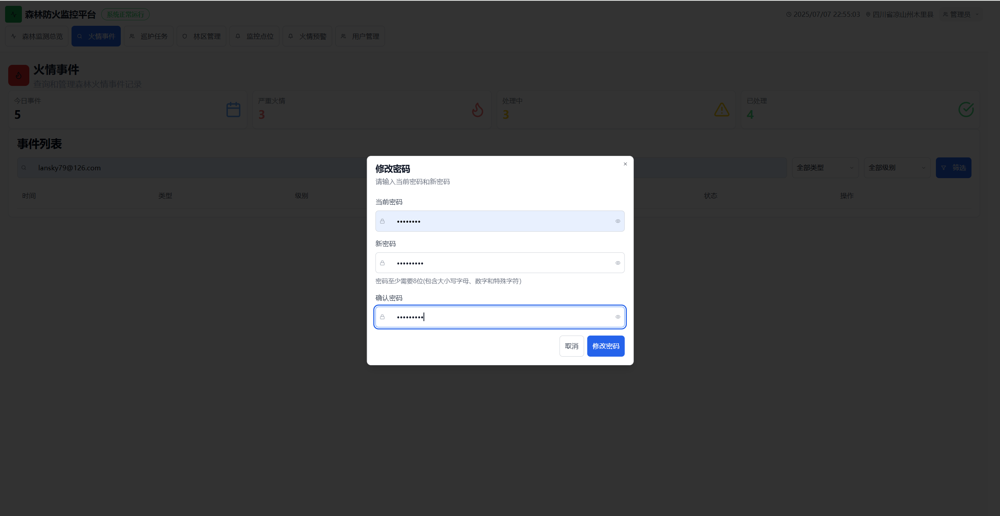 森林防火监控平台
系统正常运行
2025/07/07 22:55:03
四川省凉山州木里县
管理员
森林监测总览
火情事件
巡护任务
林区管理
监控点位
火情预警
用户管理
火情事件
查询和管理森林火情事件记录
今日事件
5
严重火情
3
处理中
3
已处理
4
事件列表
lansky79@126.com
全部类型
全部级别
筛选
时间
类型
级别
状态
操作
修改密码
请输入当前密码和新密码
当前密码
••••••••
新密码
•••••••••
密码至少需要8位(包含大小写字母、数字和特殊字符)
确认密码
•••••••••
取消
修改密码